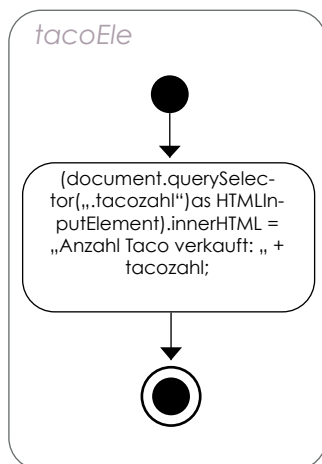 tacoEle
(document.querySelec-
tor(„.tacozahl“)as HTMLIn-
putElement).innerHTML =
„Anzahl Taco verkauft: „ +
tacozahl;